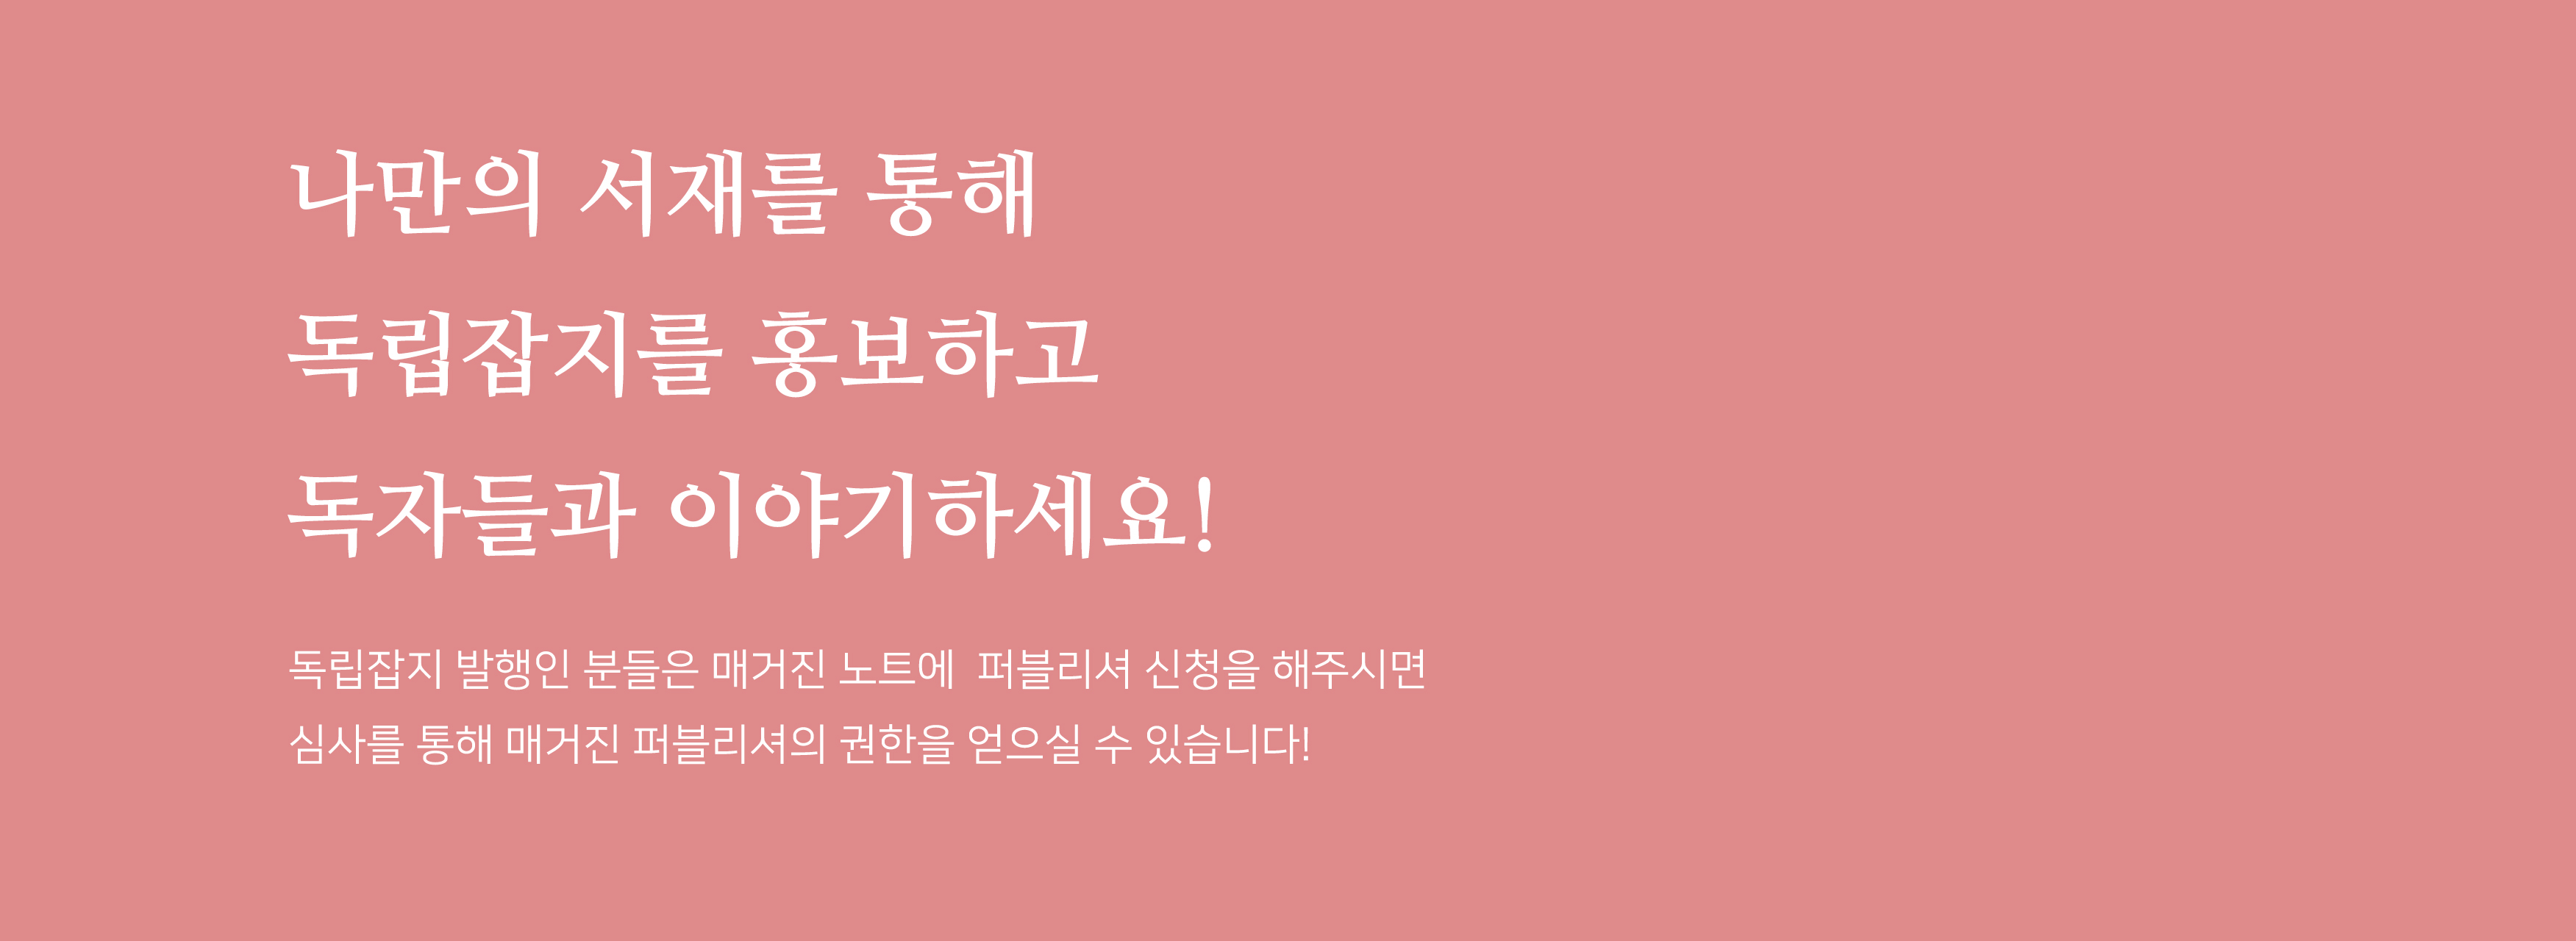 나만의 서재를 통해
독립잡지를 홍보하고
독자들과 이야기하세요!
독립잡지 발행인 분들은 매거진 노트에  퍼블리셔 신청을 해주시면
심사를 통해 매거진 퍼블리셔의 권한을 얻으실 수 있습니다!